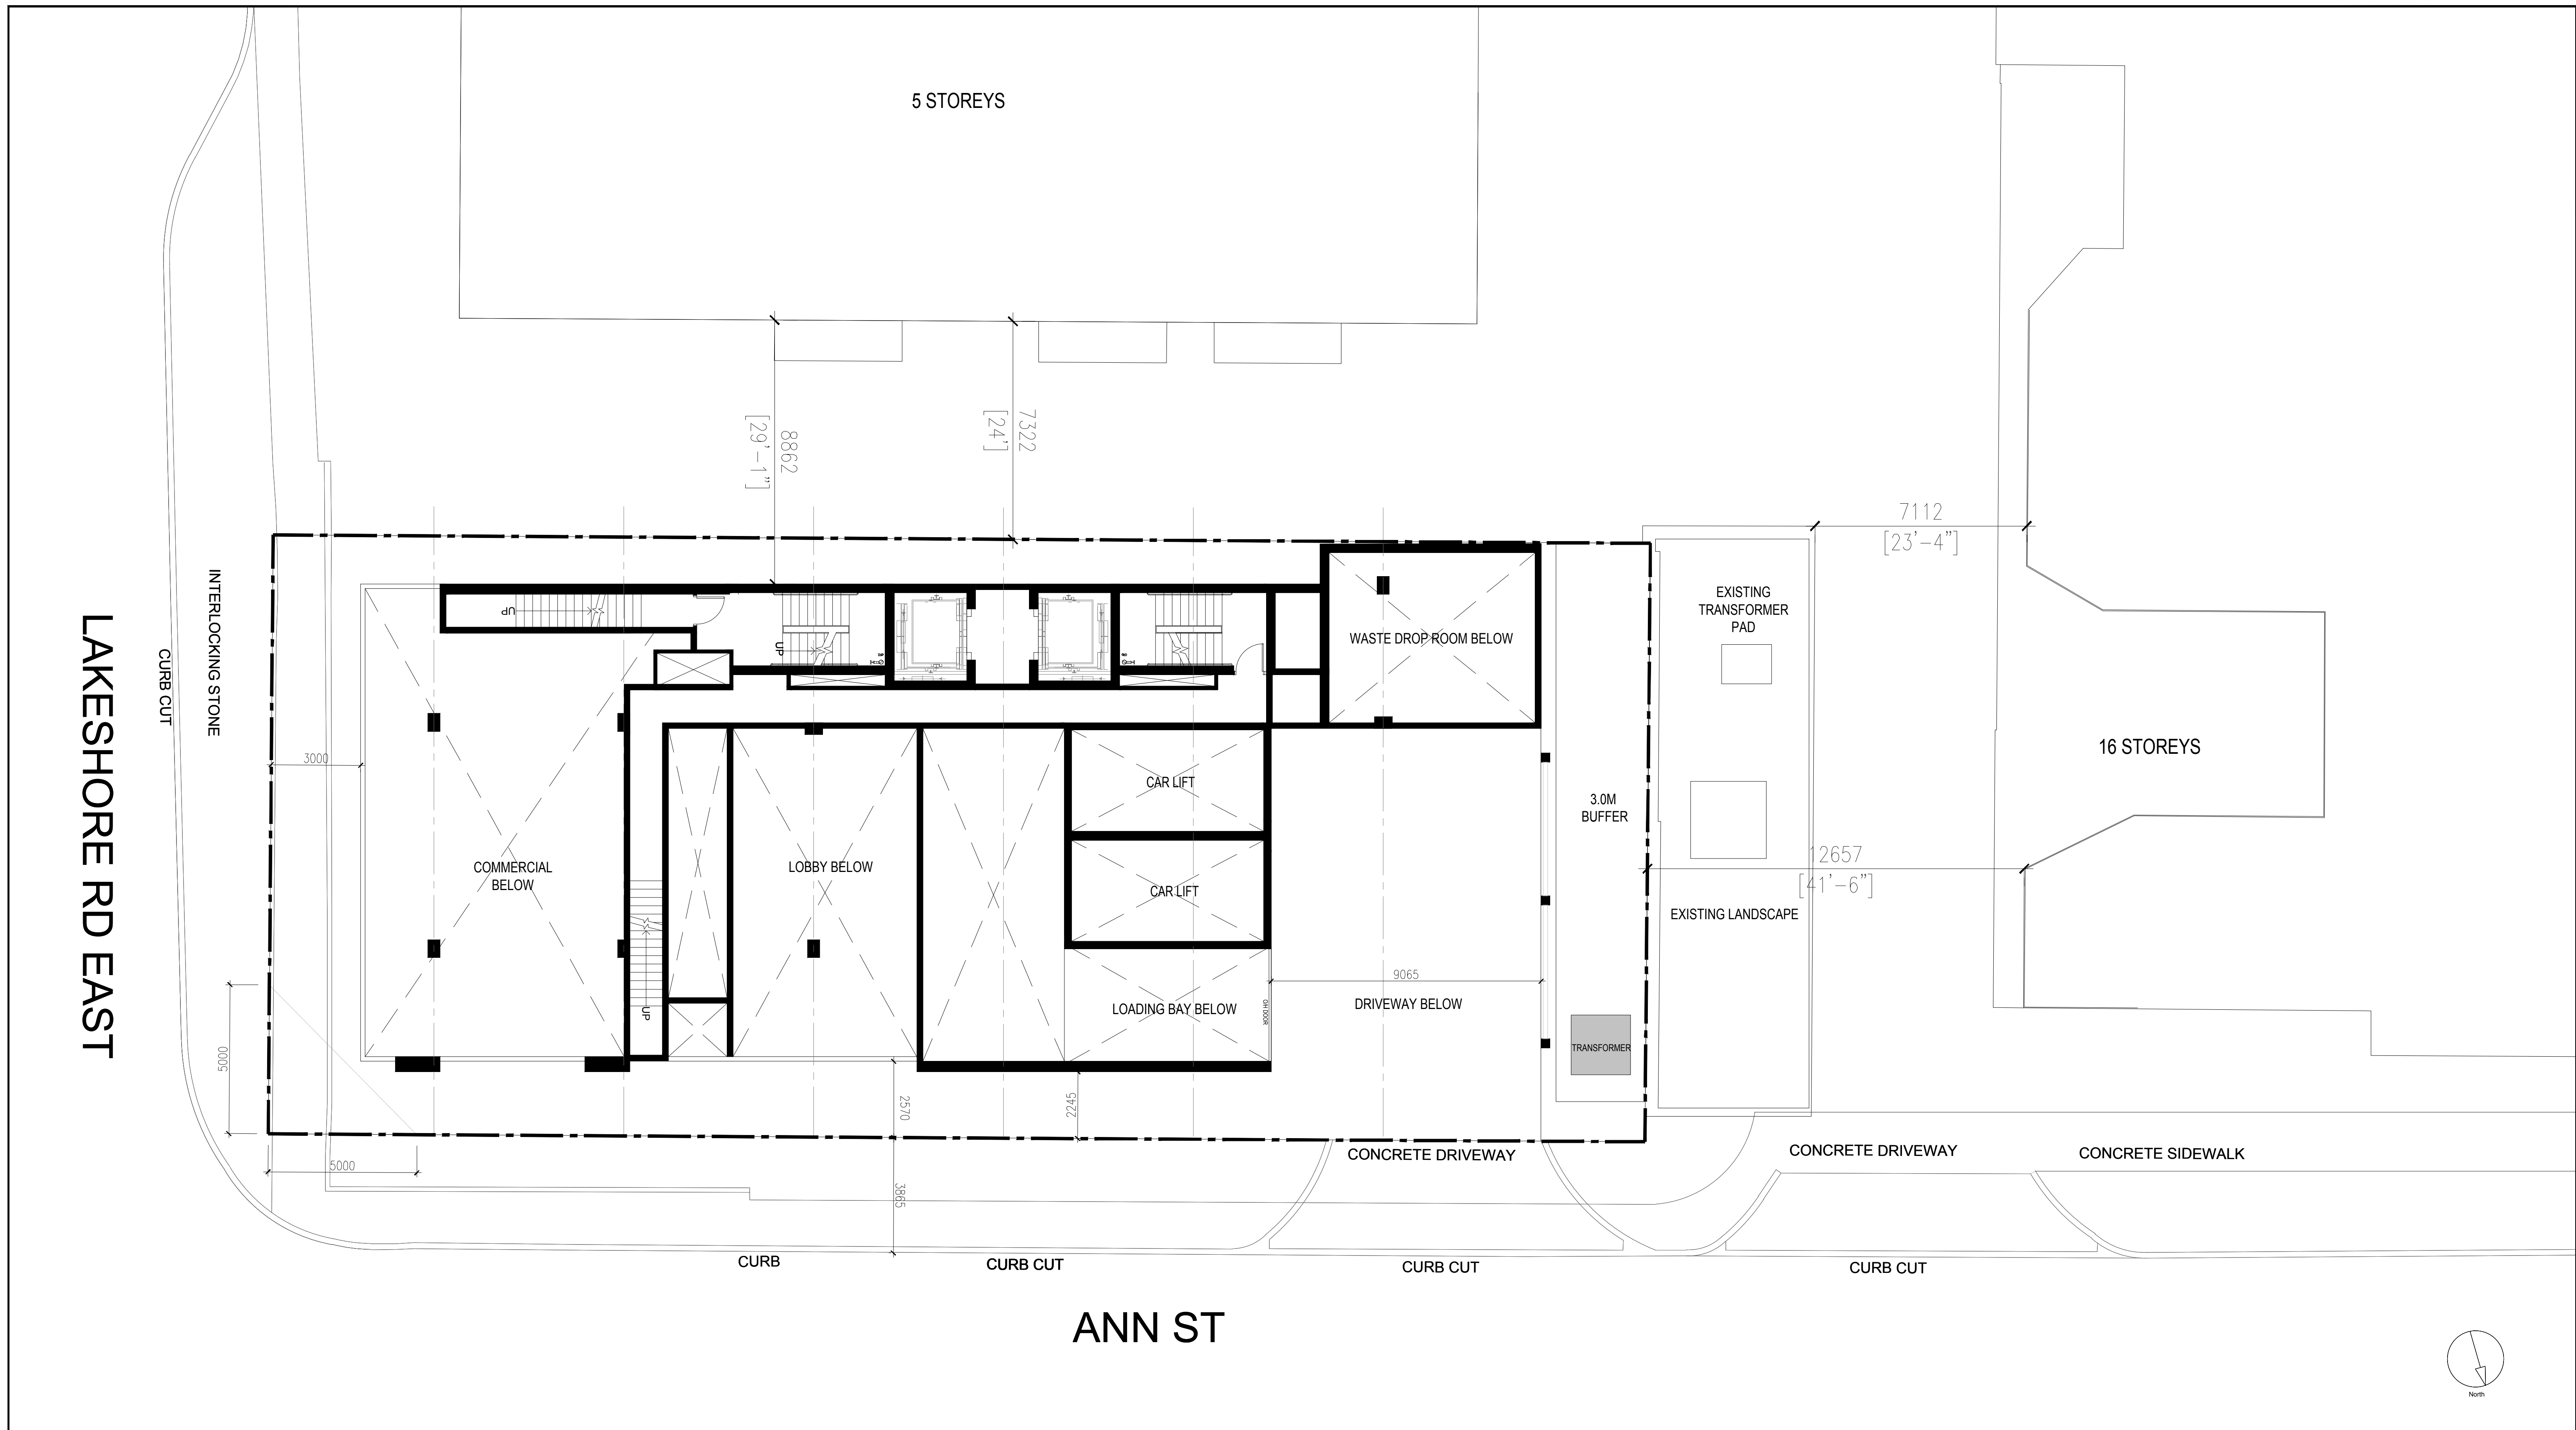 5 STOREYS
8862
[29'-1"]
7322
[24']
7112
[23'-4"]
INTERLOCKING STONE
CURB CUT
LAKESHORE RD EAST
UP
UP
EXISTING
TRANSFORMER
PAD
WASTE DROP ROOM BELOW
16 STOREYS
3000
CAR LIFT
3.0M
BUFFER
COMMERCIAL
BELOW
LOBBY BELOW
CAR LIFT
12657
[41'-6"]
EXISTING LANDSCAPE
9065
UP
LOADING BAY BELOW
O/H DOOR
DRIVEWAY BELOW
TRANSFORMER
5000
2570
2245
5000
3865
CONCRETE DRIVEWAY
CONCRETE DRIVEWAY
CONCRETE SIDEWALK
CURB
CURB CUT
CURB CUT
CURB CUT
ANN ST
North